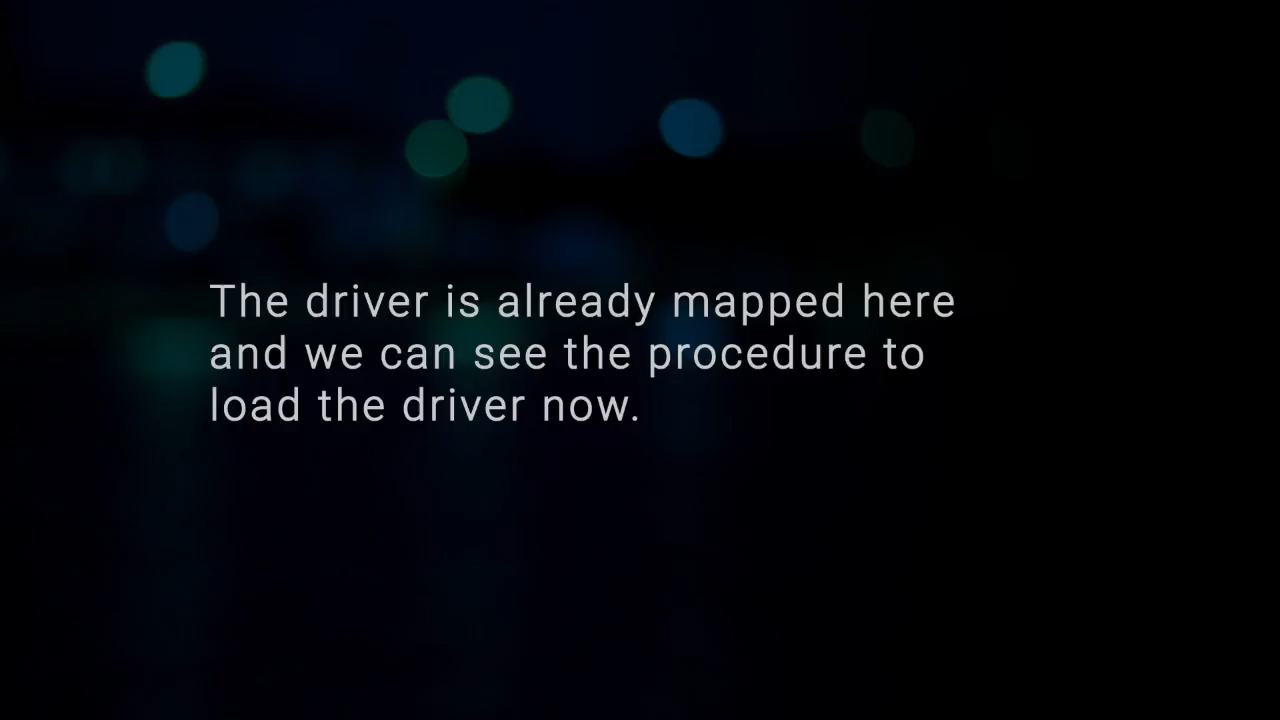 The driver is already mapped here
and we can see the procedure to
load the driver now.